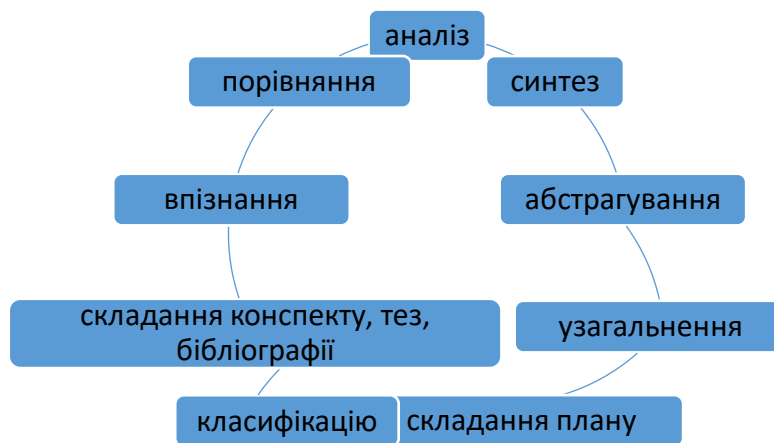 аналіз
порівняння
синтез
впізнання
абстрагування
складання конспекту, тез,
бібліографії
узагальнення
класифікацію
складання плану